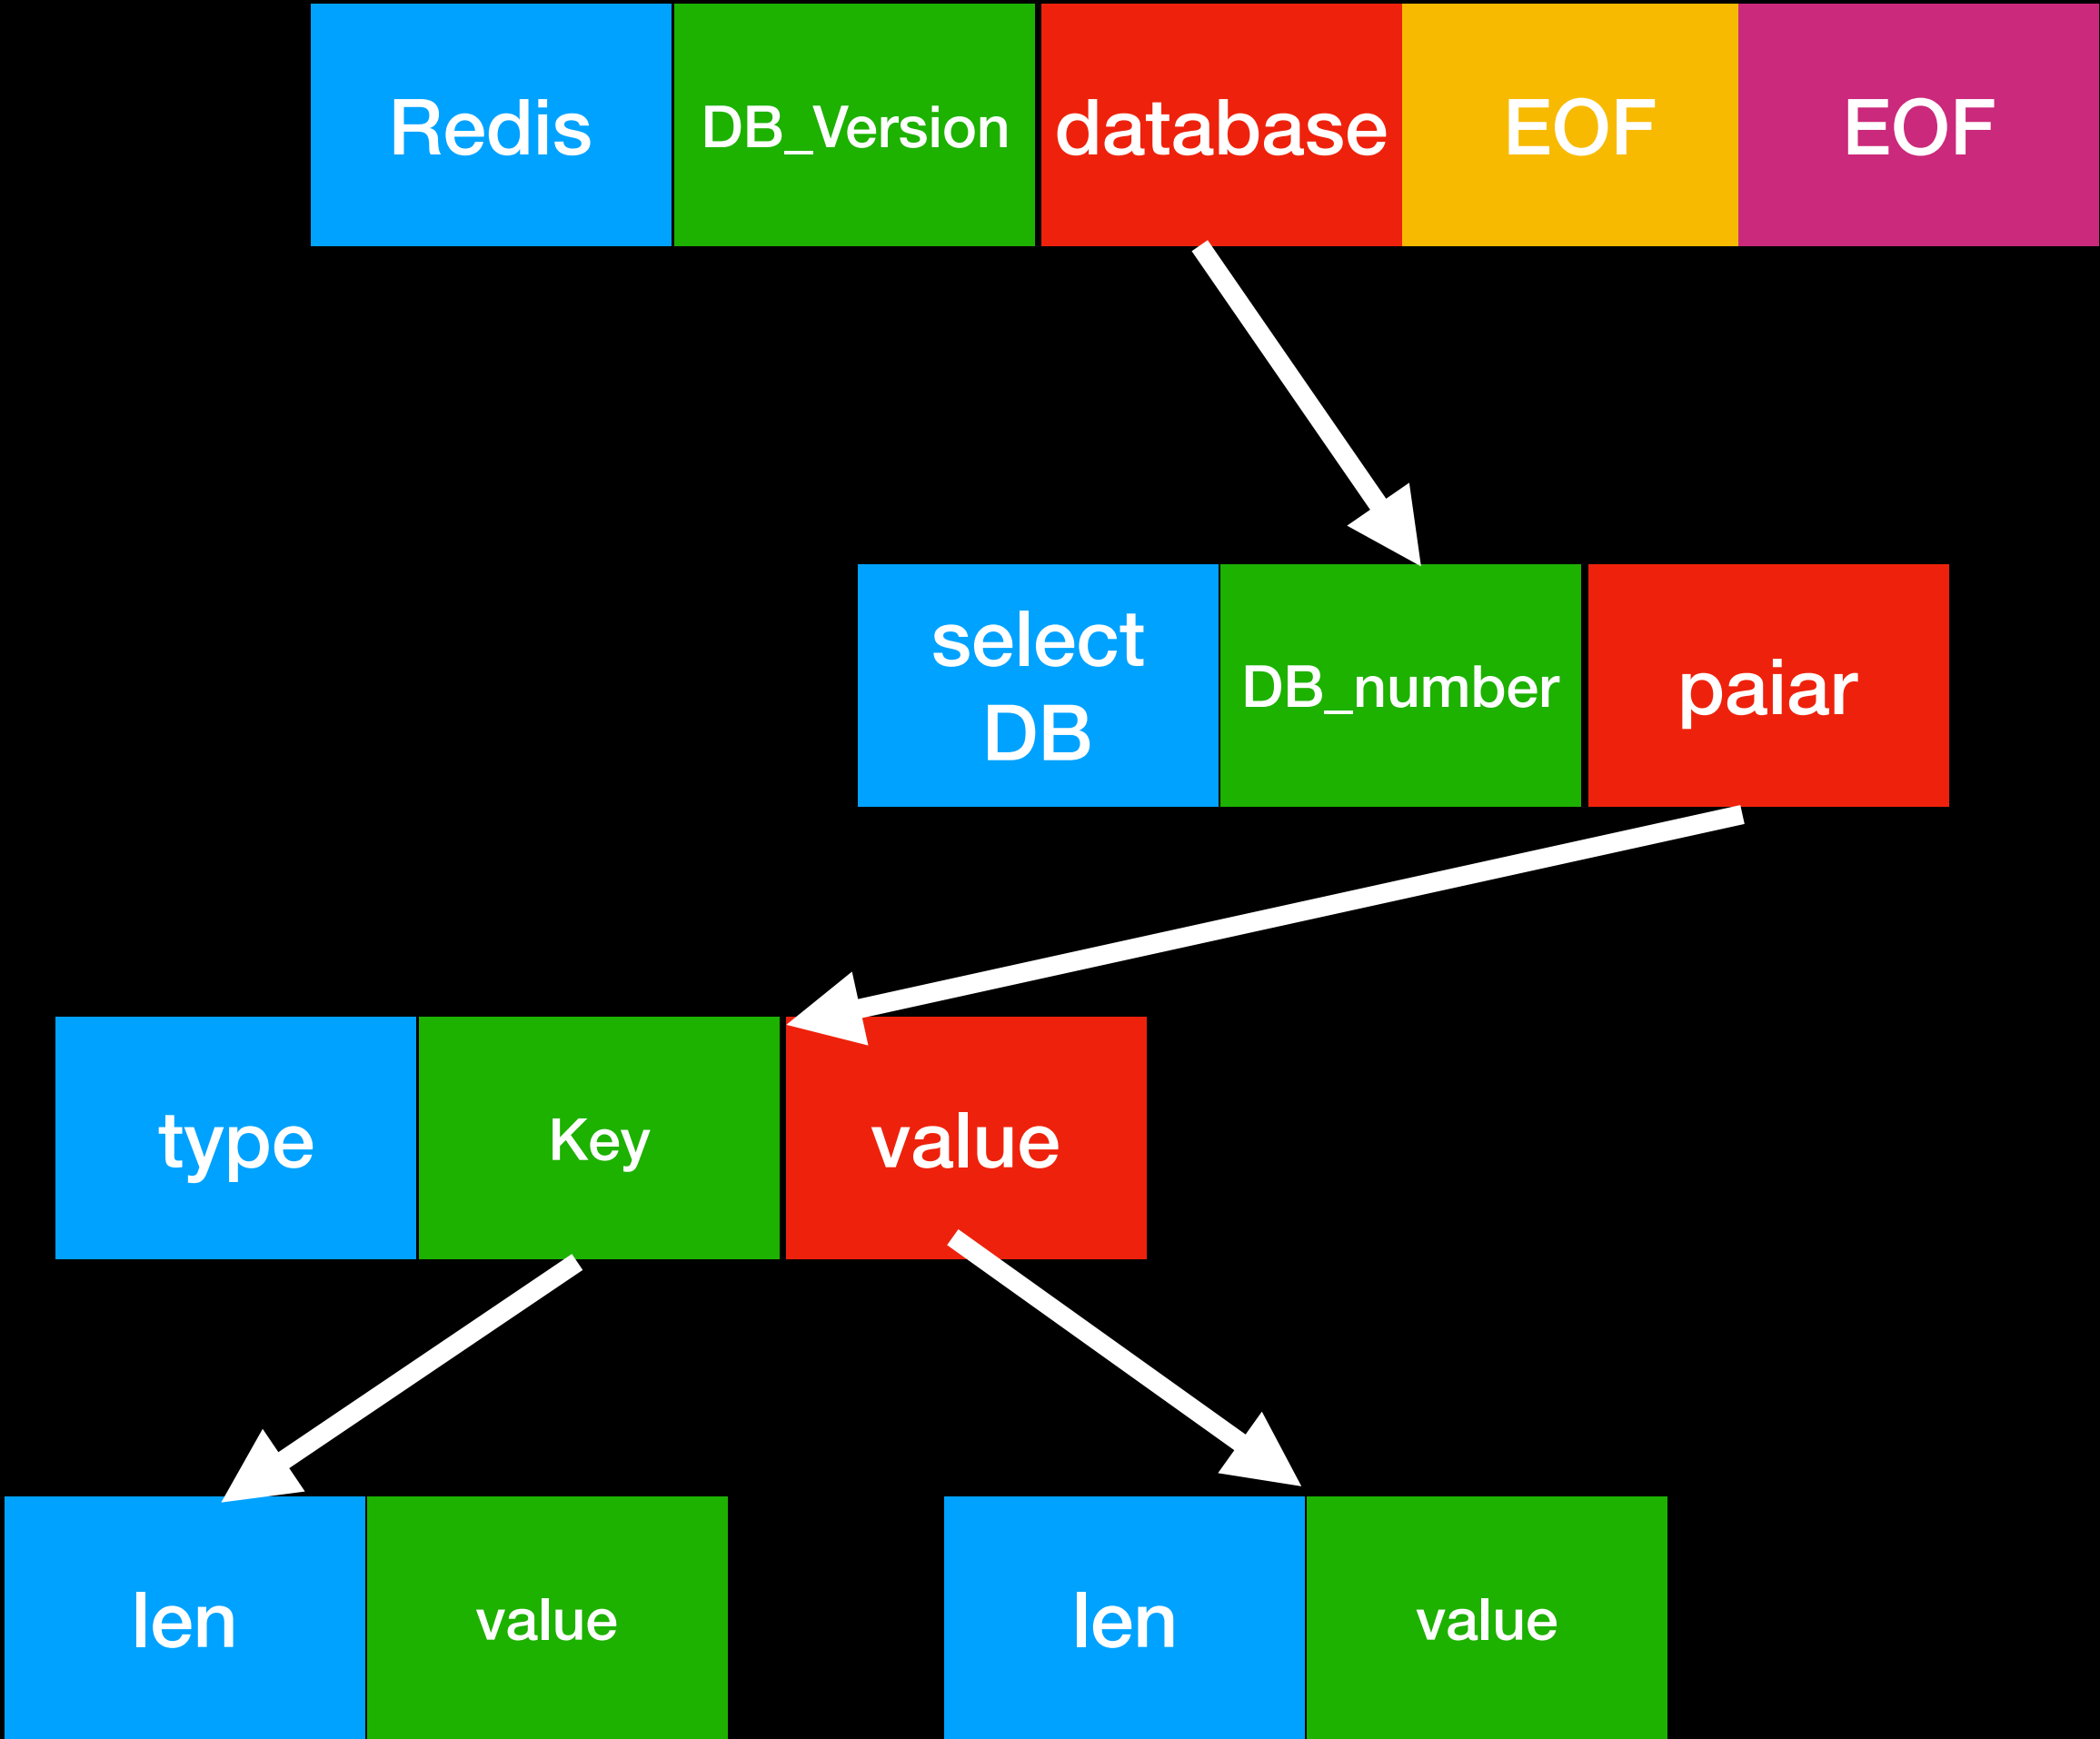 Redis
DB_Version
database
EOF
EOF
select
DB
DB_number
paiar
type
Key
value
len
value
len
value